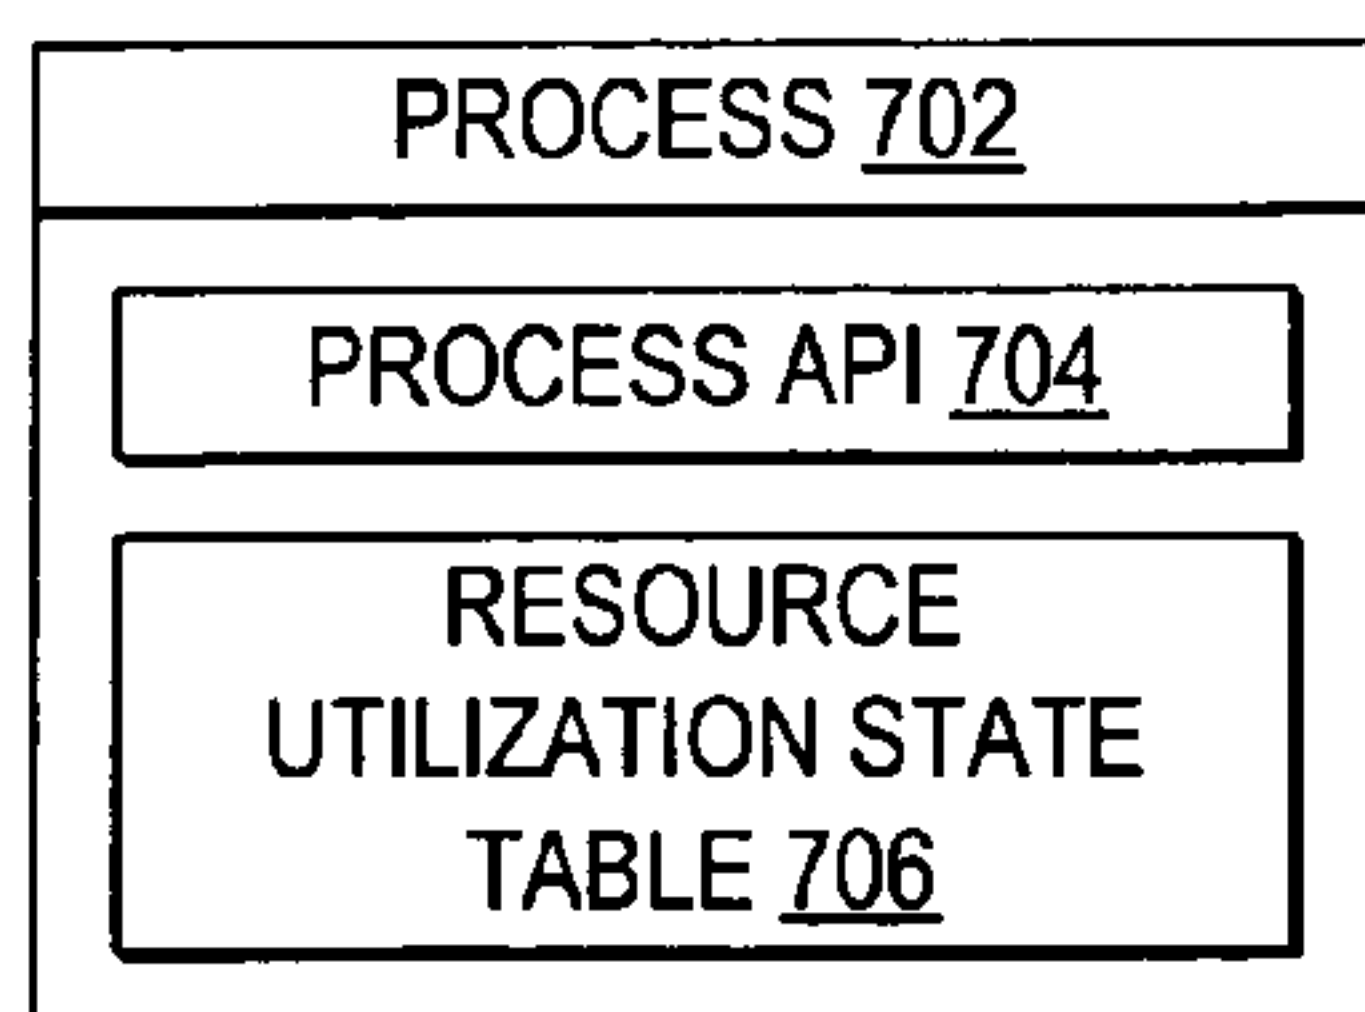 PROCESS 702
PROCESS API 704
RESOURCE
UTILIZATION STATE
TABLE 706